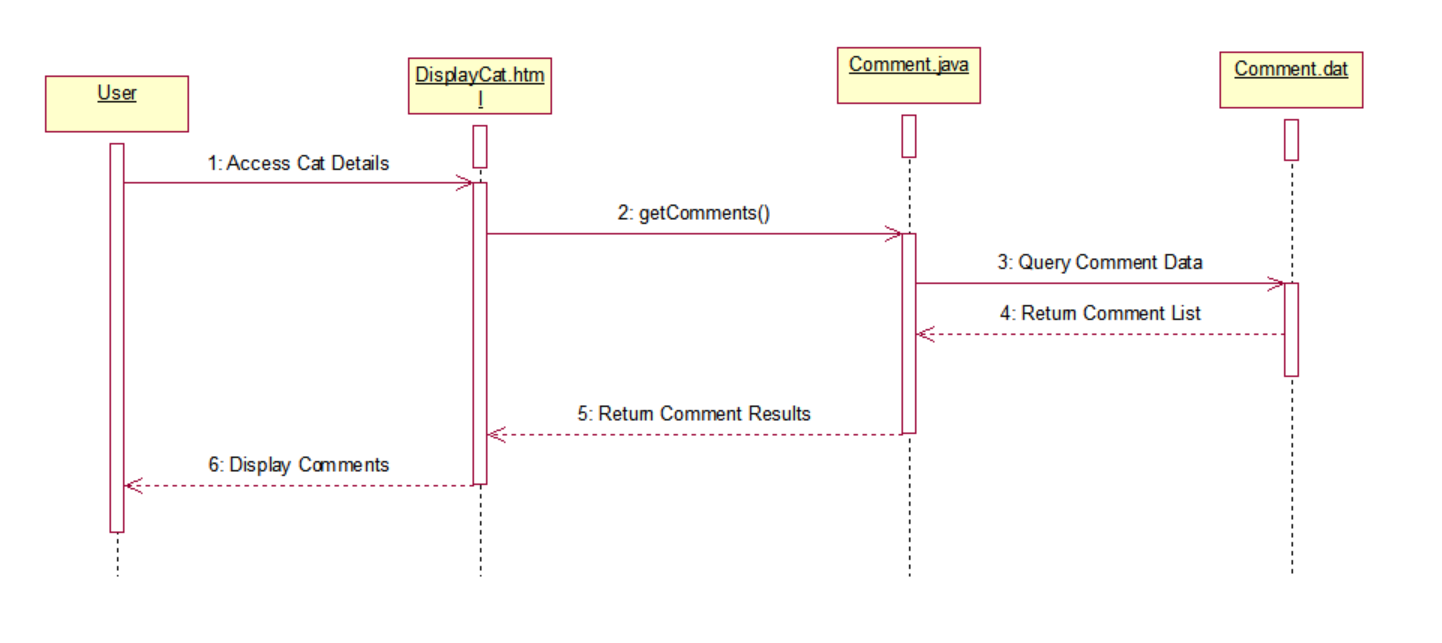 User
DisplayCat.htm
l
Comment.java
Comment.dat
1: Access Cat Details
2: getComments()
3: Query Comment Data
4: Return Comment List
5: Return Comment Results
6: Display Comments